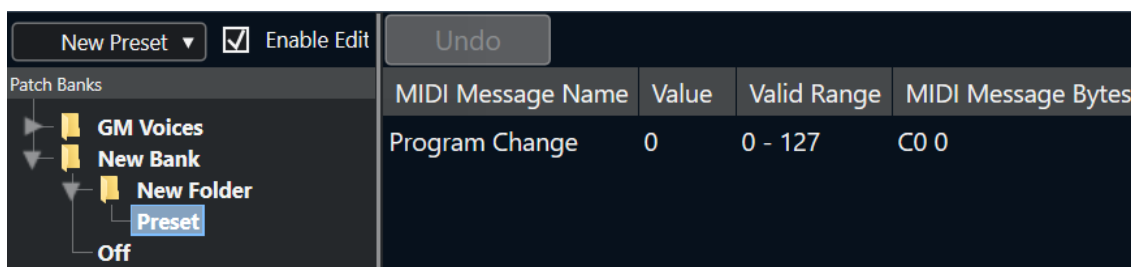 New Preset ▼ Enable Edit Undo
Patch Banks
MIDI Message Name Value Valid Range MIDI Message Bytes
GM Voices
Program Change 0 0 - 127 C0 0
New Bank
New Folder
Preset
Off